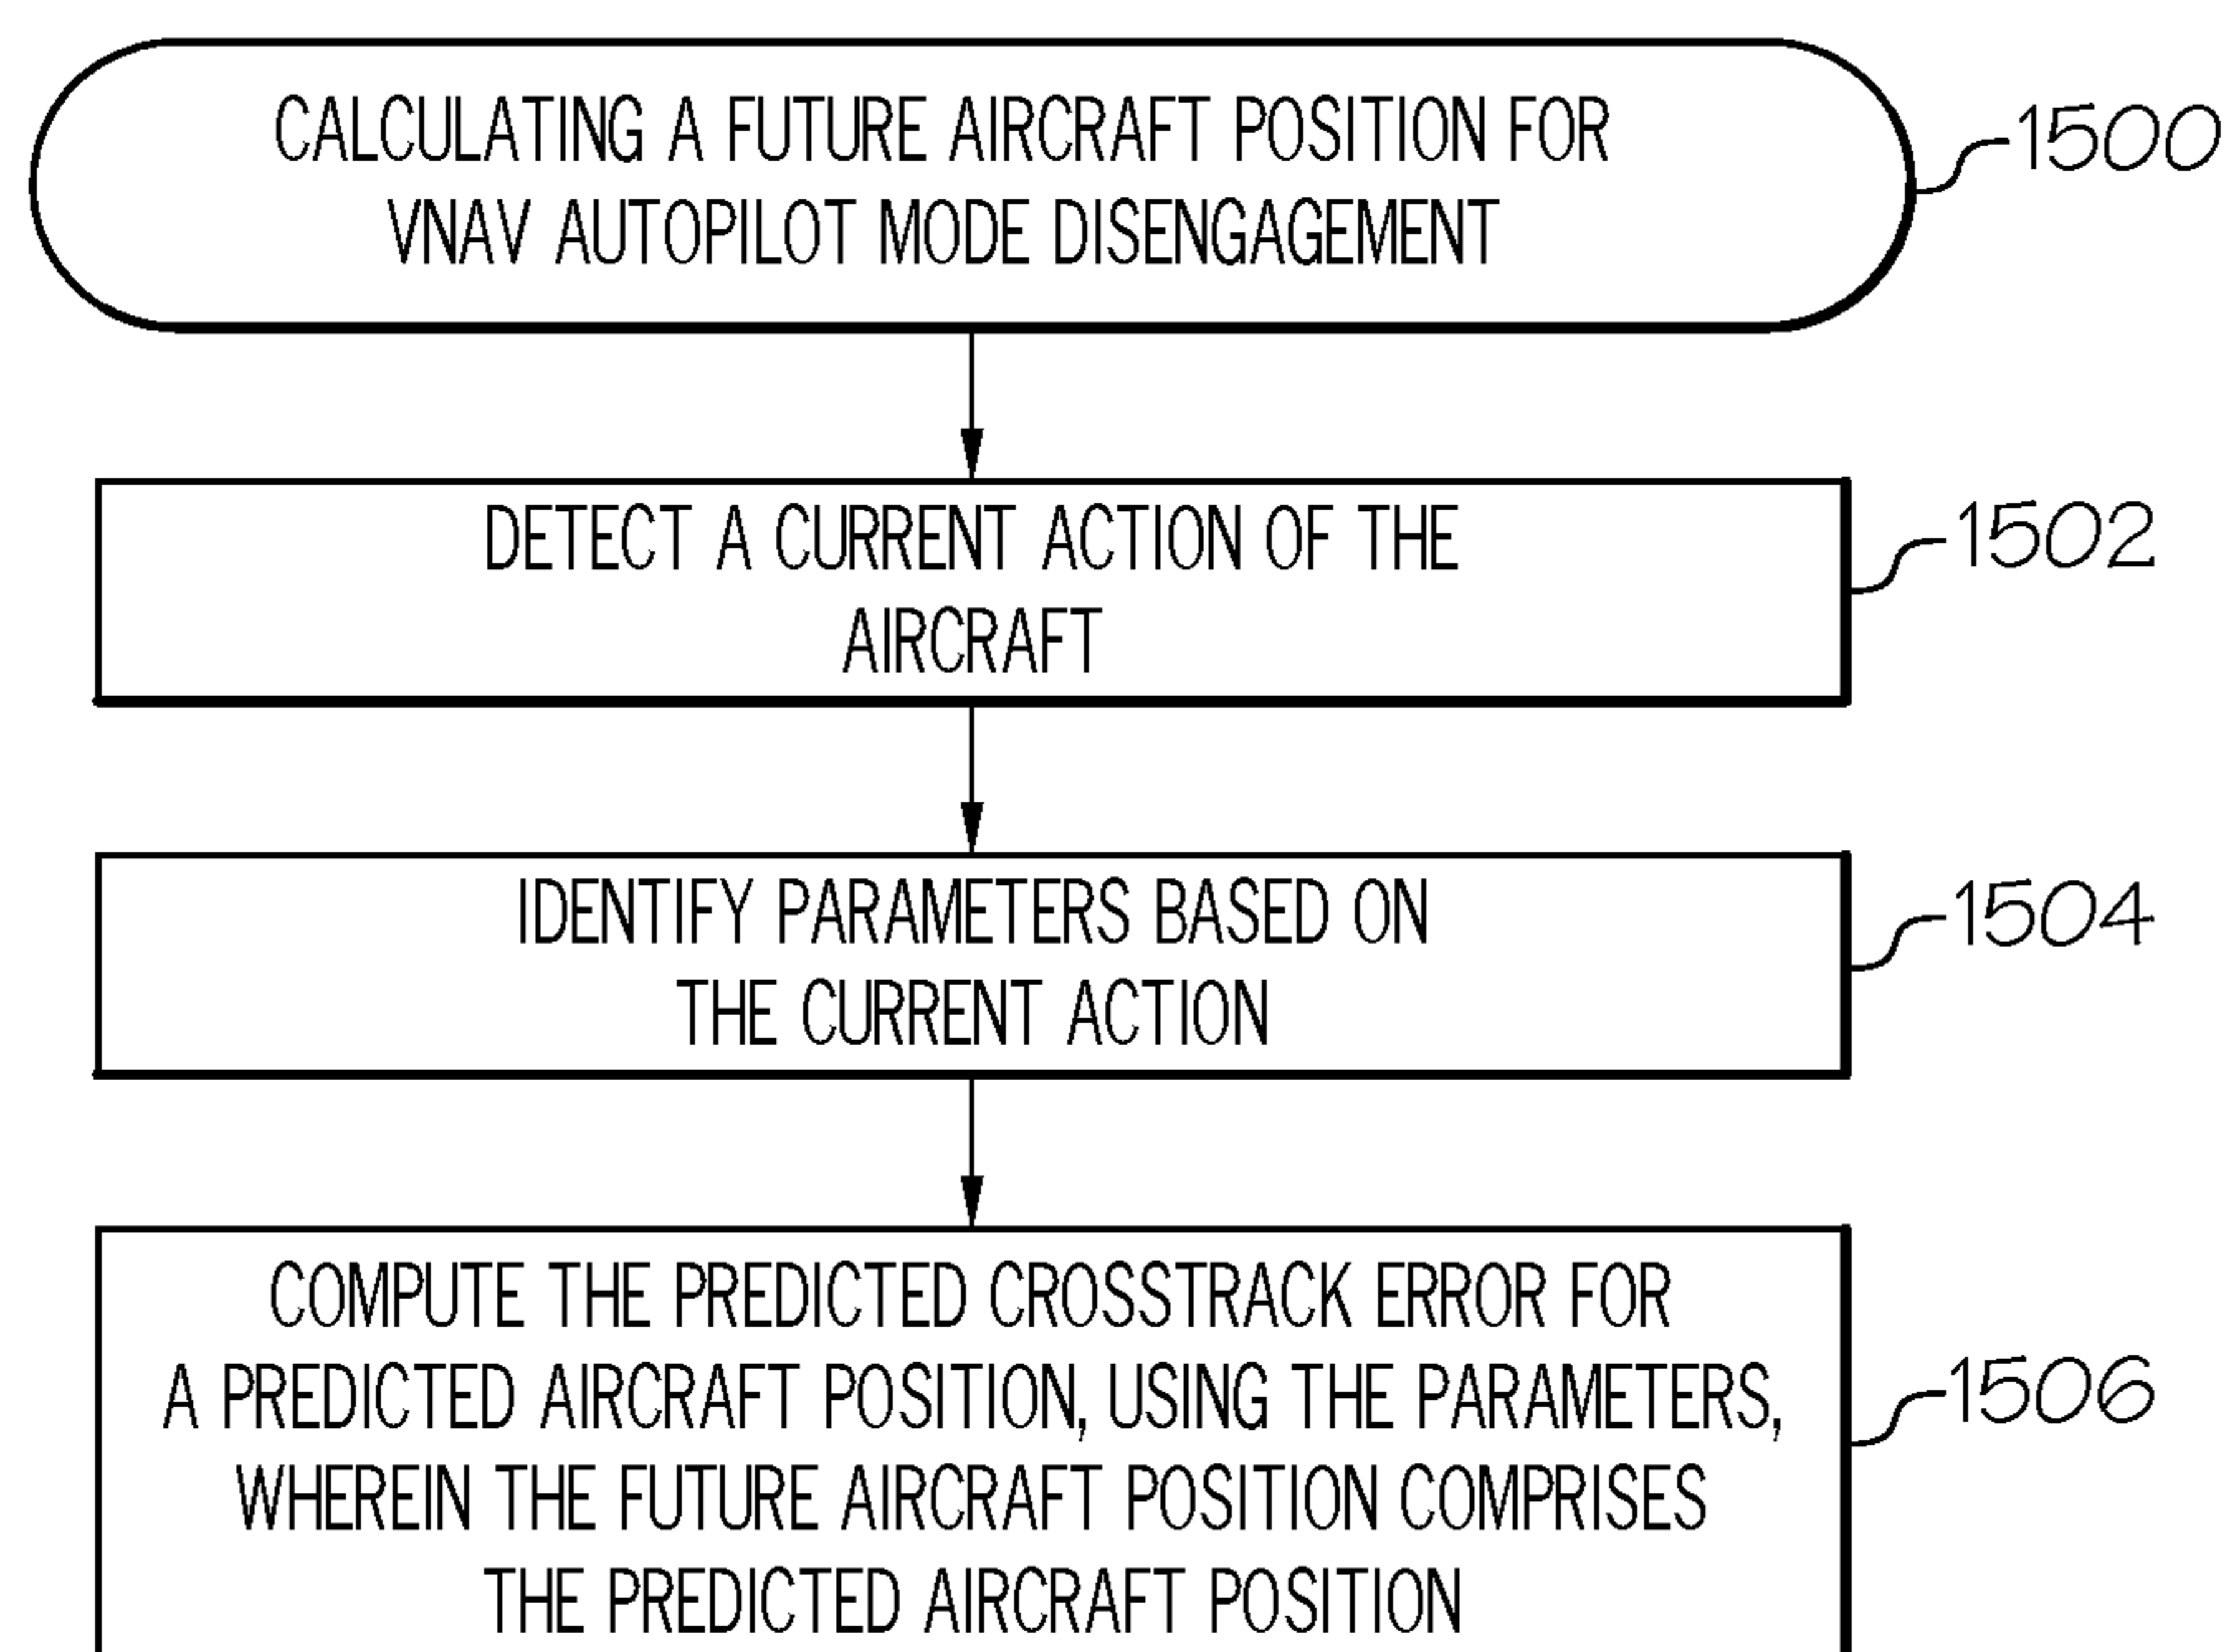 CALCULATING A FUTURE AIRCRAFT POSITION FOR
VNAV AUTOPILOT MODE DISENGAGEMENT
1500
DETECT A CURRENT ACTION OF THE
AIRCRAFT
1502
IDENTIFY PARAMETERS BASED ON
THE CURRENT ACTION
1504
COMPUTE THE PREDICTED CROSSTRACK ERROR FOR
A PREDICTED AIRCRAFT POSITION, USING THE PARAMETERS,
WHEREIN THE FUTURE AIRCRAFT POSITION COMPRISES
THE PREDICTED AIRCRAFT POSITION
1506